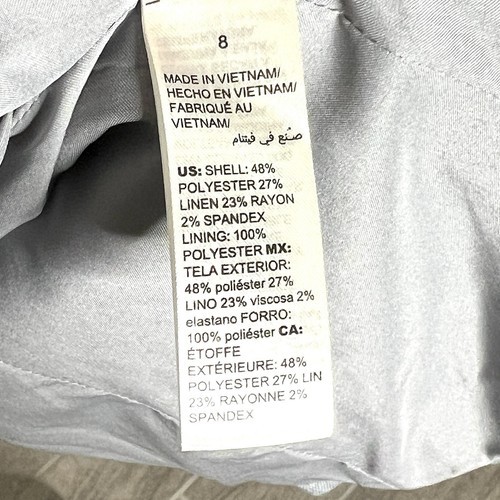 8
MADE IN VIETNAM/
HECHO EN VIETNAM/
FABRIQUÉ AU
VIETNAM/
صُنع في فيتنام
US: SHELL: 48%
POLYESTER 27%
LINEN 23% RAYON
2% SPANDEX
LINING: 100%
POLYESTER MX:
TELA EXTERIOR:
48% poliéster 27%
LINO 23% viscosa 2%
elastano FORRO:
100% poliéster CA:
ÉTOFFE
EXTÉRIEURE: 48%
POLYESTER 27% LIN
23% RAYONNE 2%
SPANDEX